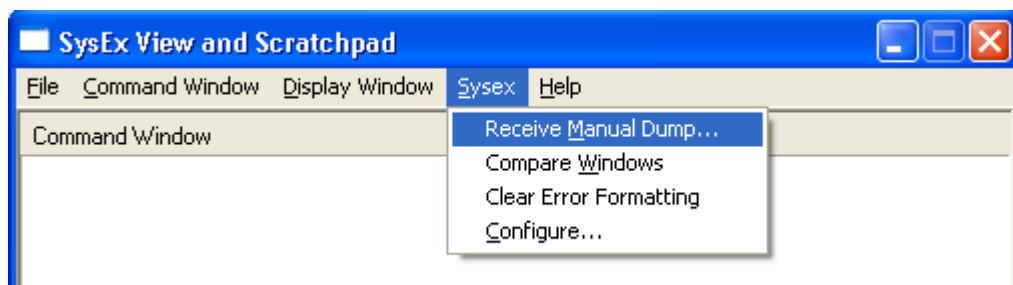 SysEx View and Scratchpad
File Command Window Display Window Sysex Help
Command Window
Receive Manual Dump...
Compare Windows
Clear Error Formatting
Configure...